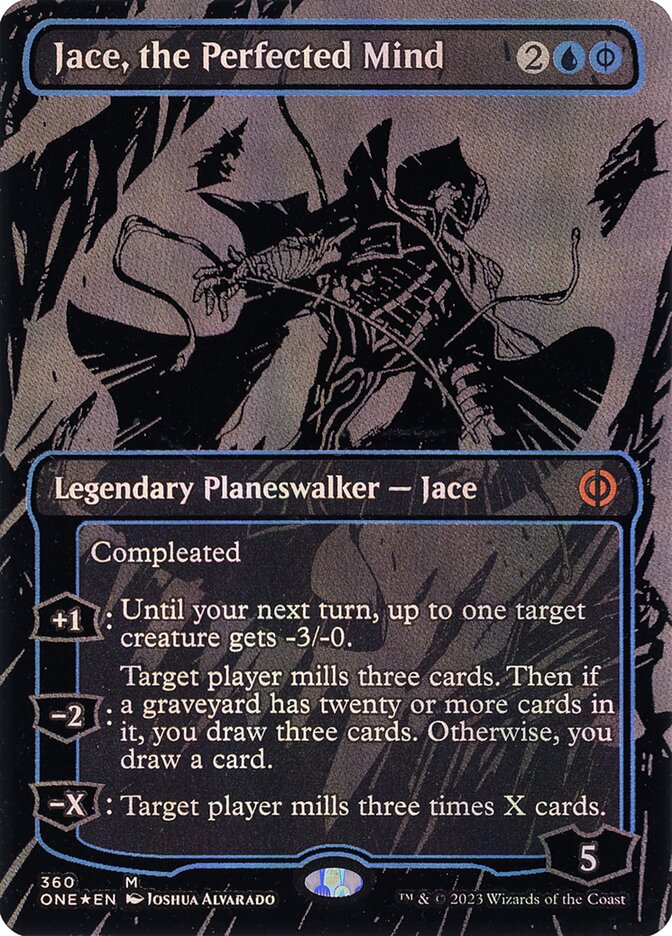 Jace, the Perfected Mind 2
Legendary Planeswalker — Jace
Compleated
+1 : Until your next turn, up to one target
creature gets -3/-0.
Target player mills three cards. Then if
a graveyard has twenty or more cards in
−2 : it, you draw three cards. Otherwise, you
draw a card.
−X : Target player mills three times X cards.
5
360 M
ONE★EN Joshua Alvarado
™ & © 2023 Wizards of the Coast